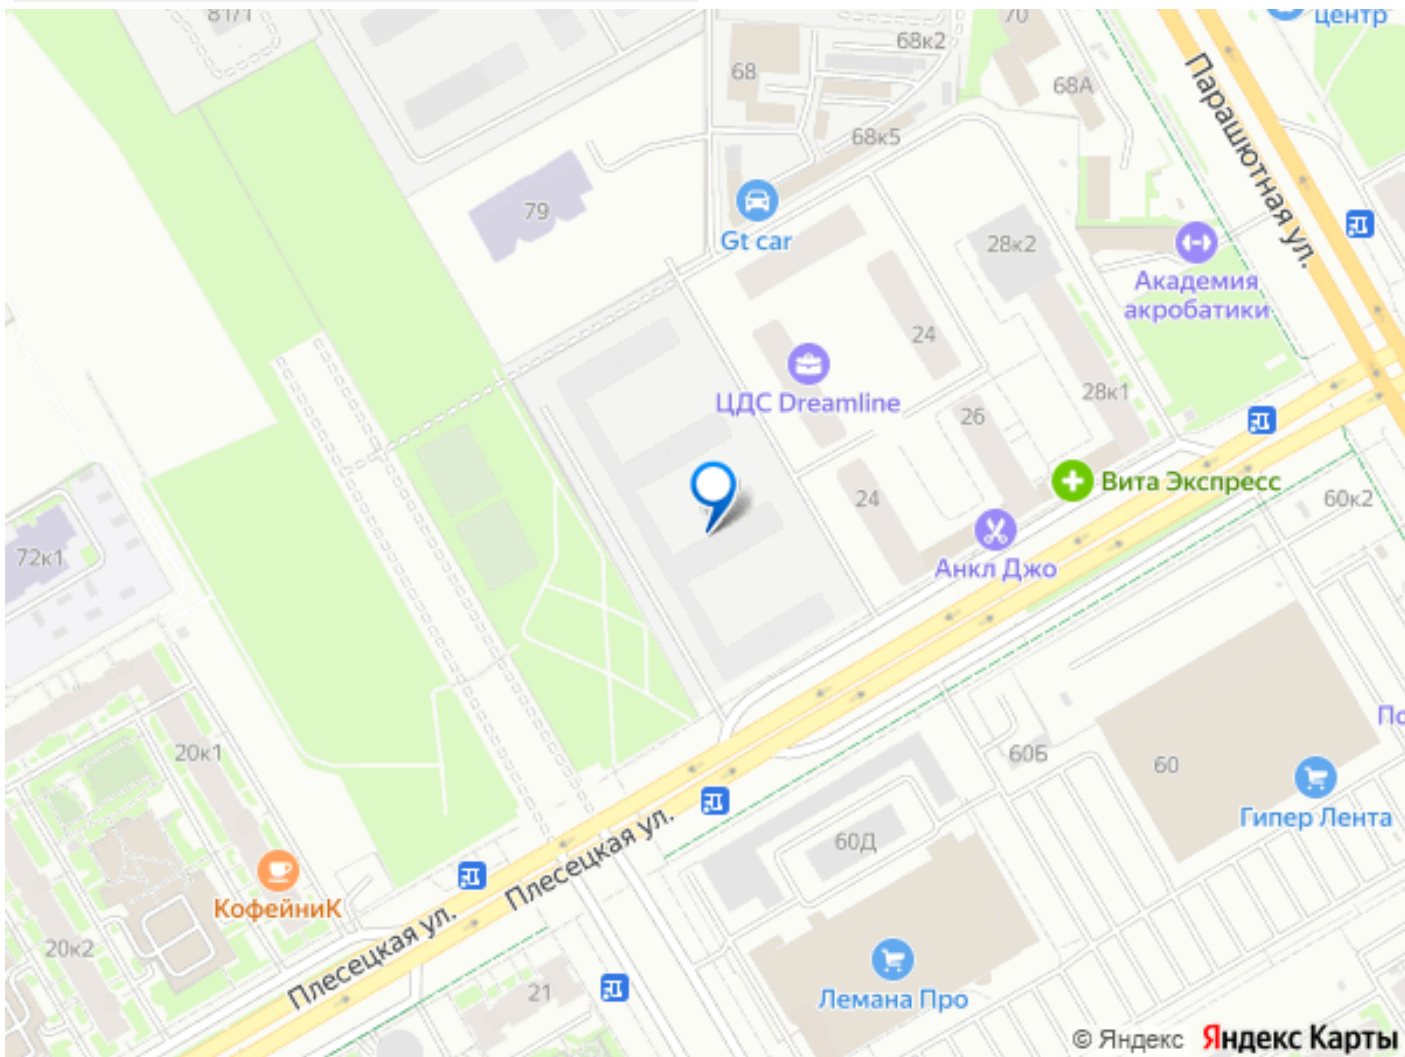 81/1
70
центр
68к2
68
68А
68к5
Парашютная ул.
79
Gt car
28к2
Академия
акробатики
24
ЦДС Dreamline
28к1
26
Вита Экспресс
24
60к2
72к1
Анкл Джо
По
20к1
60Б
60
Гипер Лента
60Д
Плесецкая ул.
КофейниК
Плесецкая ул.
20к2
21
Лемана Про
© Яндекс Яндекс Карты